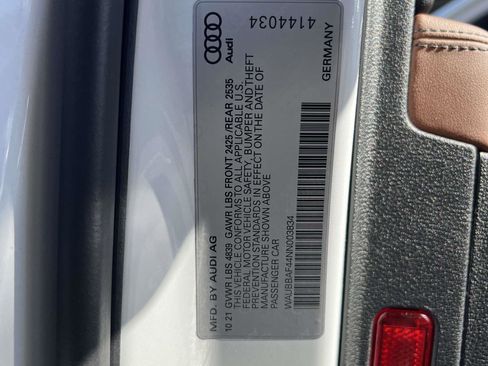 Audi
4144034
MFD. BY AUDI AG
GERMANY
10 21 GVWR LBS 4839 GAWR LBS FRONT 2425/REAR 2535
THIS VEHICLE CONFORMS TO ALL APPLICABLE U.S.
FEDERAL MOTOR VEHICLE SAFETY, BUMPER AND THEFT
PREVENTION STANDARDS IN EFFECT ON THE DATE OF
MANUFACTURE SHOWN ABOVE
PASSENGER CAR
WAUBBAF44NN003834